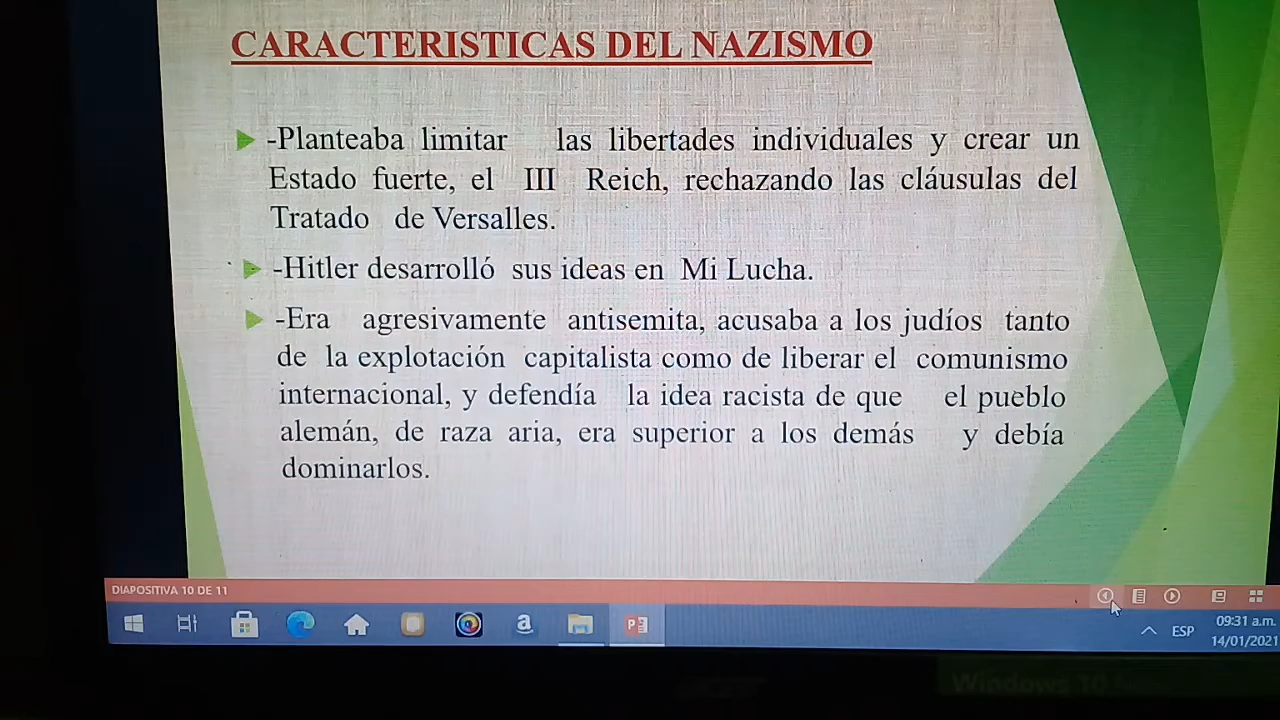 CARACTERISTICAS DEL NAZISMO
-Planteaba limitar las libertades individuales y crear un
Estado fuerte, el III Reich, rechazando las cláusulas del
Tratado de Versalles.
-Hitler desarrolló sus ideas en Mi Lucha.
-Era agresivamente antisemita, acusaba a los judíos tanto
de la explotación capitalista como de liberar el comunismo
internacional, y defendía la idea racista de que el pueblo
alemán, de raza aria, era superior a los demás y debía
dominarlos.
DIAPOSITIVA 10 DE 11
ESP
09:31 a.m.
14/01/2021
Windows 10